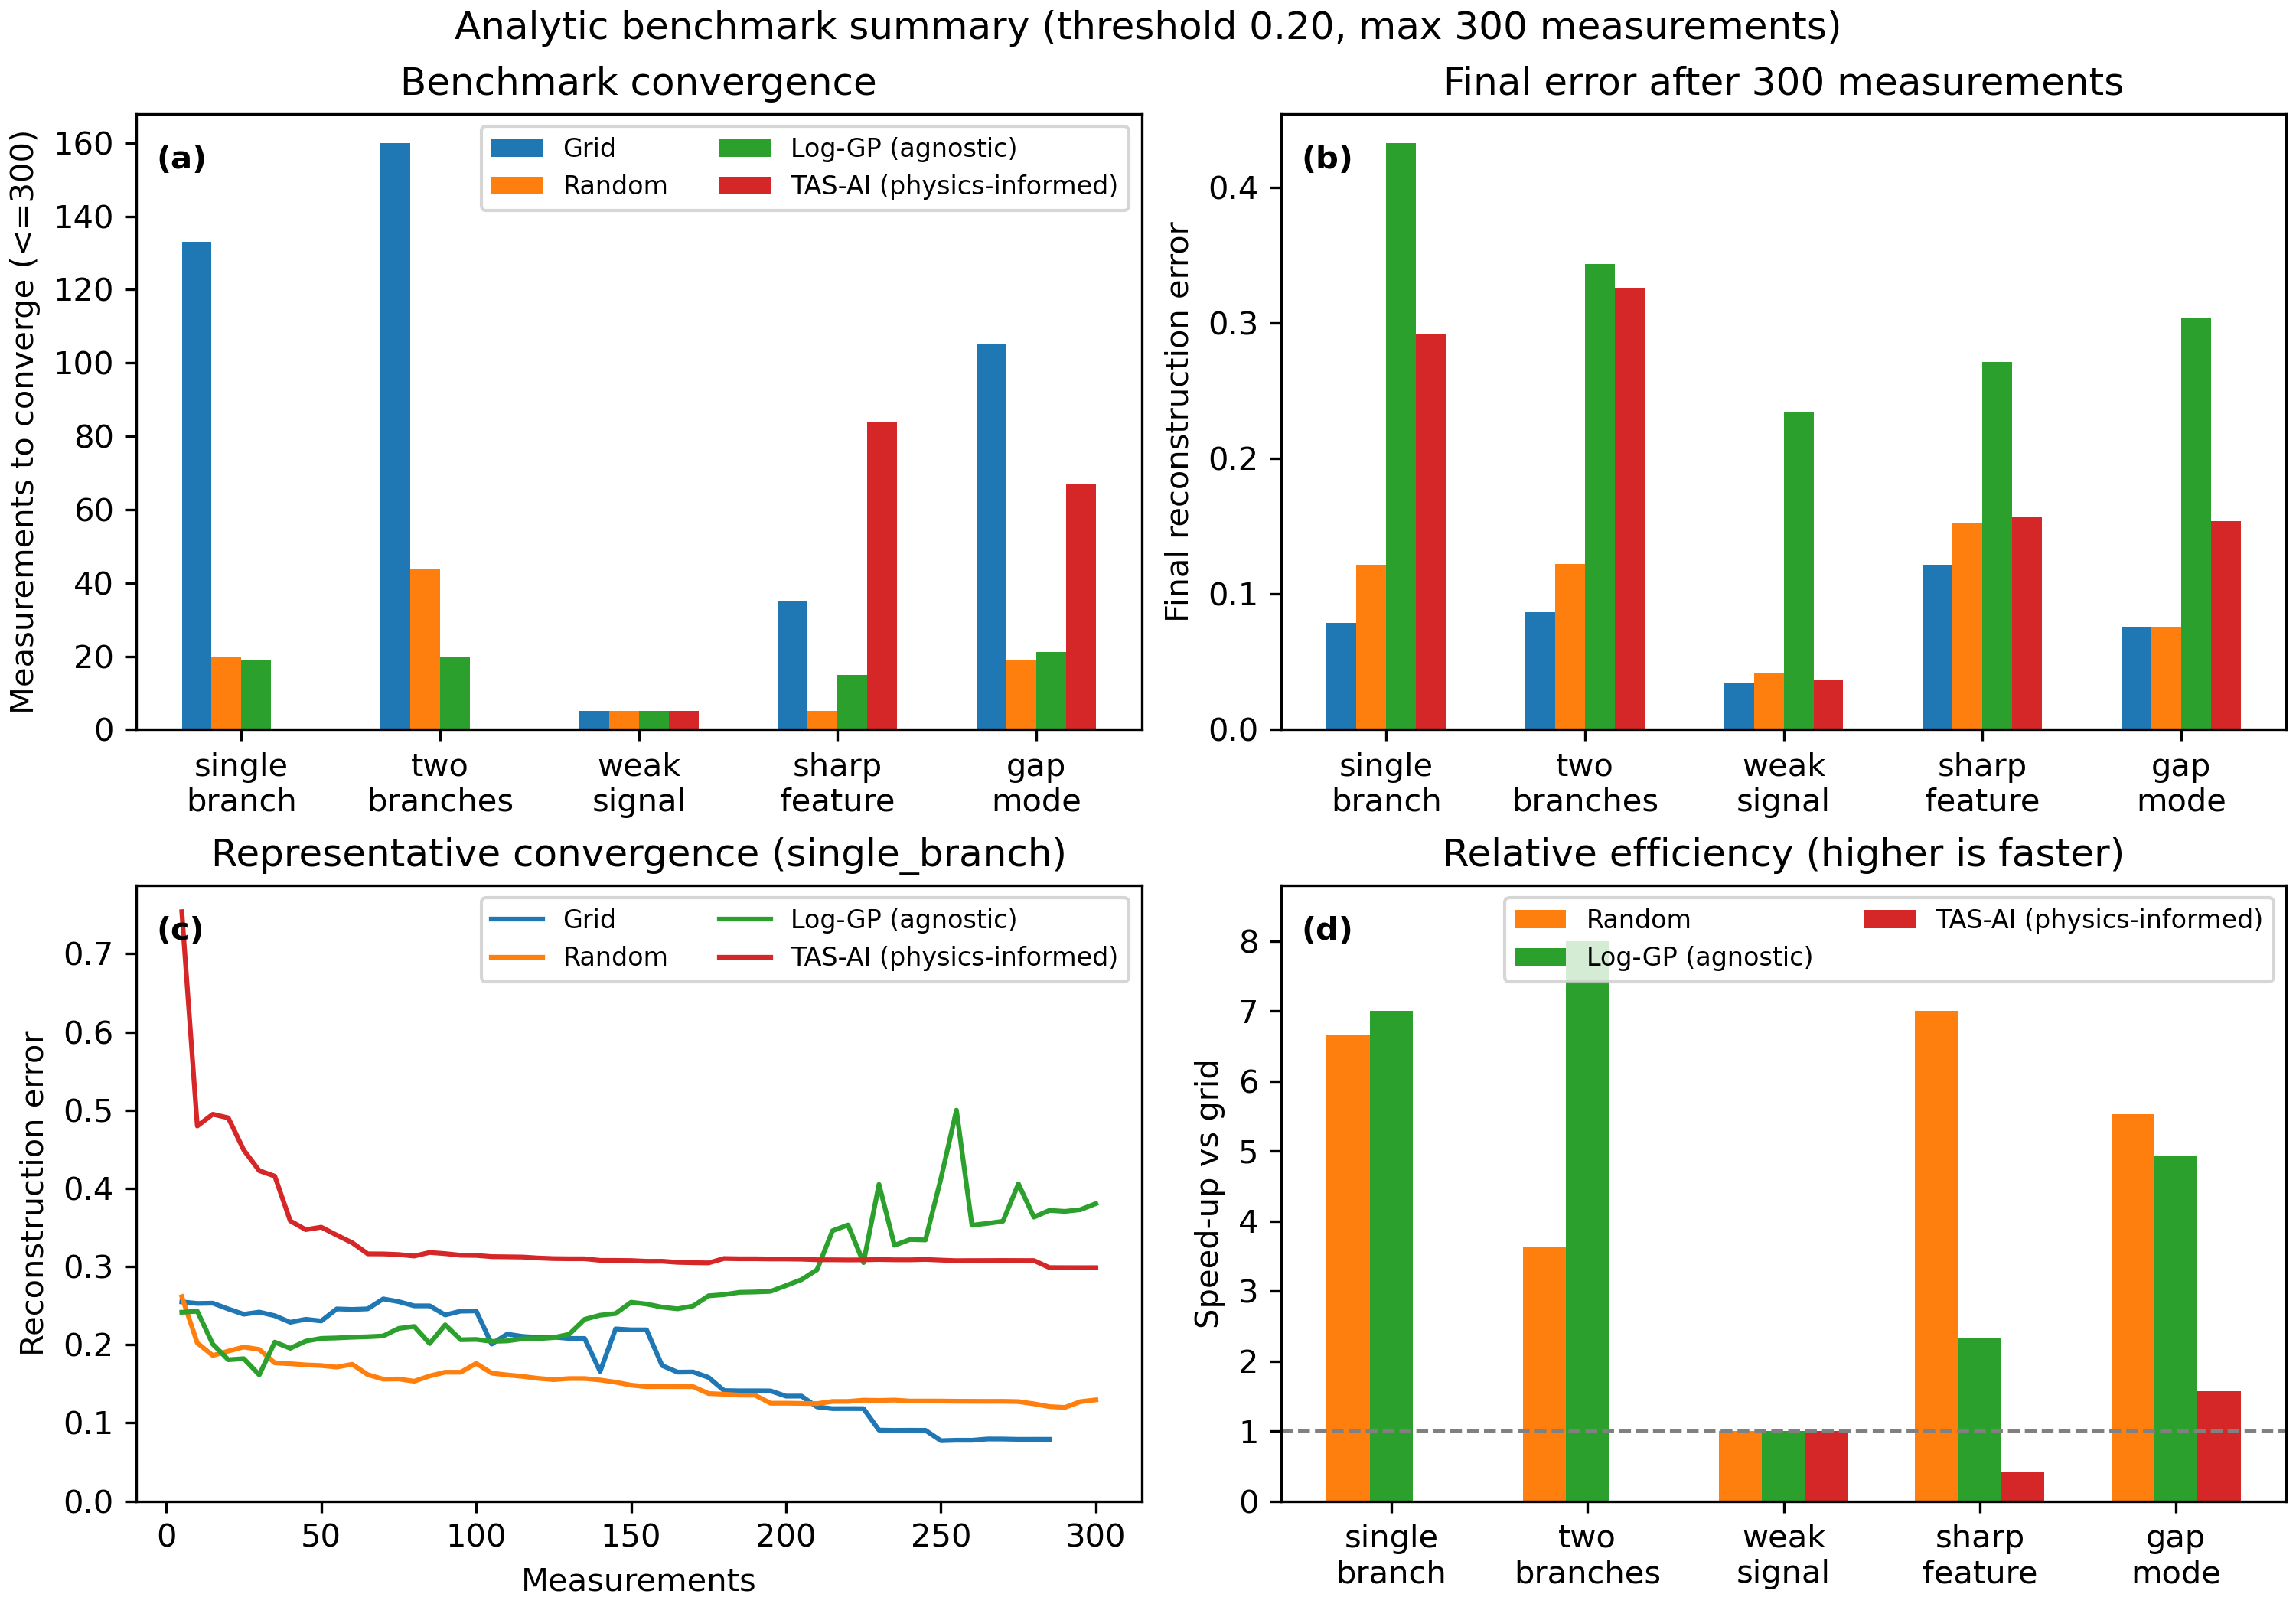 Analytic benchmark summary (threshold 0.20, max 300 measurements)
Benchmark convergence
(a)
Grid
Random
Log-GP (agnostic)
TAS-AI (physics-informed)
Measurements to converge (<=300)
160
140
120
100
80
60
40
20
0
single
branch
two
branches
weak
signal
sharp
feature
gap
mode
Final error after 300 measurements
(b)
Final reconstruction error
0.4
0.3
0.2
0.1
0.0
single
branch
two
branches
weak
signal
sharp
feature
gap
mode
Representative convergence (single_branch)
(c)
Grid
Random
Log-GP (agnostic)
TAS-AI (physics-informed)
Reconstruction error
0.7
0.6
0.5
0.4
0.3
0.2
0.1
0.0
0 50 100 150 200 250 300
Measurements
Relative efficiency (higher is faster)
(d)
Random
Log-GP (agnostic)
TAS-AI (physics-informed)
Speed-up vs grid
8
7
6
5
4
3
2
1
0
single
branch
two
branches
weak
signal
sharp
feature
gap
mode